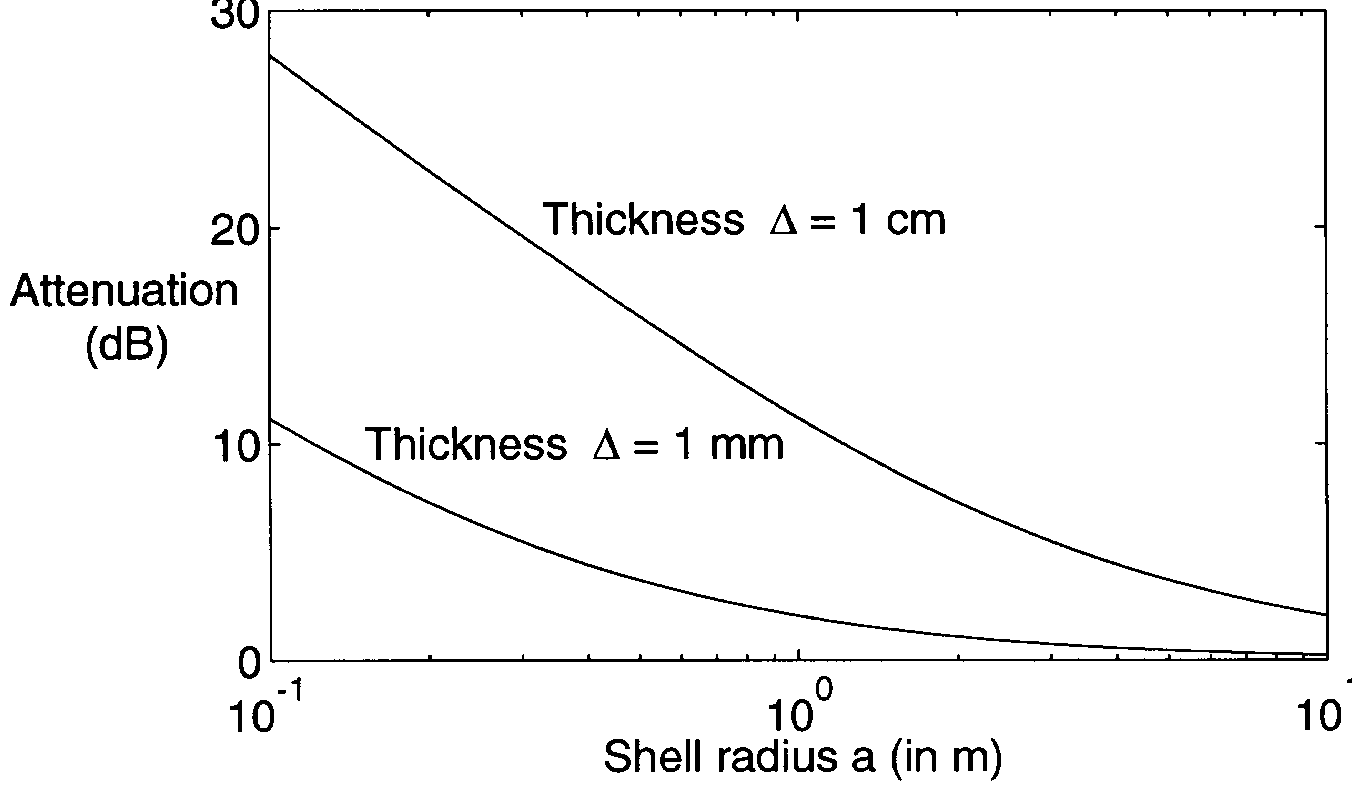 30
20
Thickness Δ = 1 cm
Attenuation
(dB)
10
Thickness Δ = 1 mm
0
10^-1
10^0
10
Shell radius a (in m)